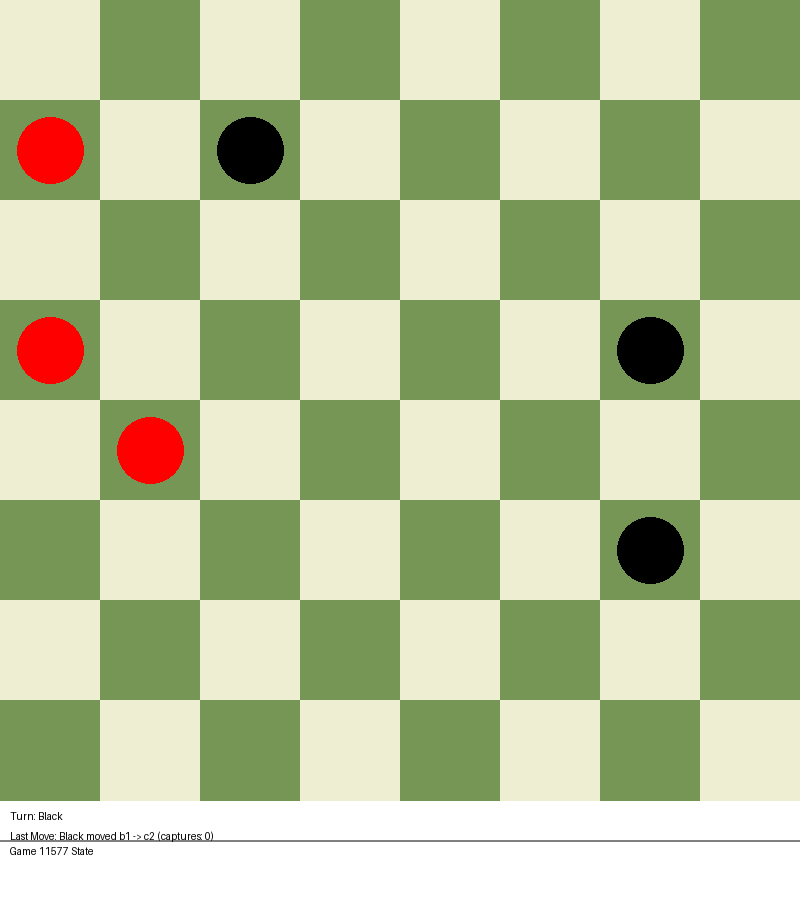 Turn: Black
Last Move: Black moved b1 -> c2 (captures: 0)
Game 11577 State